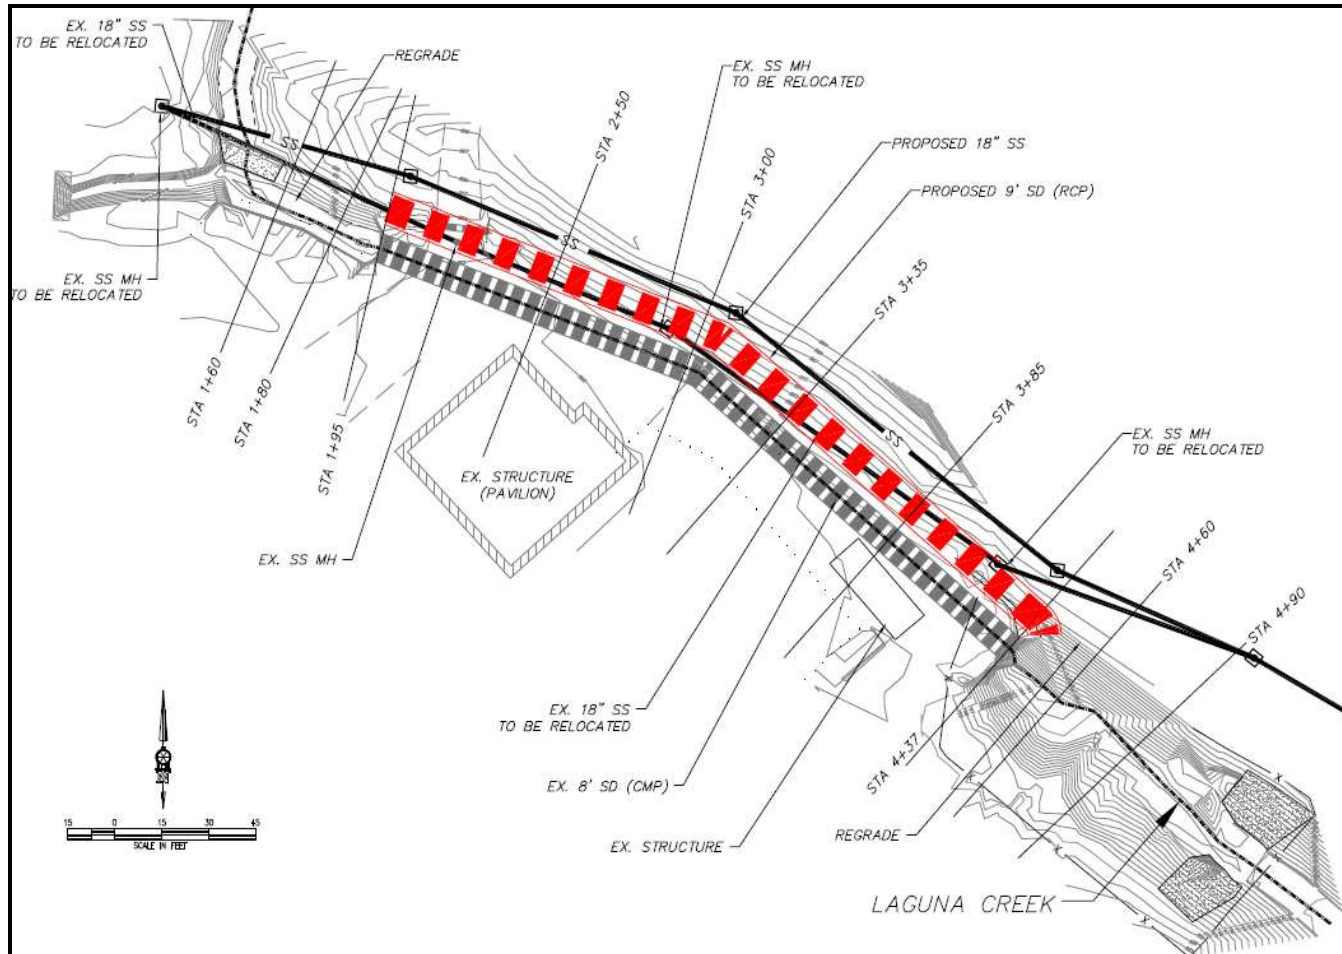 EX. 18" SS
TO BE RELOCATED
REGRADE
EX. SS MH
TO BE RELOCATED
STA 2+50
STA 3+00
PROPOSED 18" SS
PROPOSED 9' SD (RCP)
SS
SS
SS
STA 3+35
EX. SS MH
TO BE RELOCATED
STA 1+60
STA 1+80
STA 1+95
STA 3+85
EX. STRUCTURE
(PAVILION)
EX. SS MH
TO BE RELOCATED
EX. SS MH
STA 4+60
STA 4+90
EX. 18" SS
TO BE RELOCATED
STA 4+37
EX. 8' SD (CMP)
REGRADE
EX. STRUCTURE
15 0 15 30 45
SCALE IN FEET
LAGUNA CREEK
X
X
X
X
X